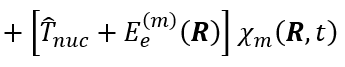 + [T̂_nuc + E_e^(m)(R)] χ_m(R, t)